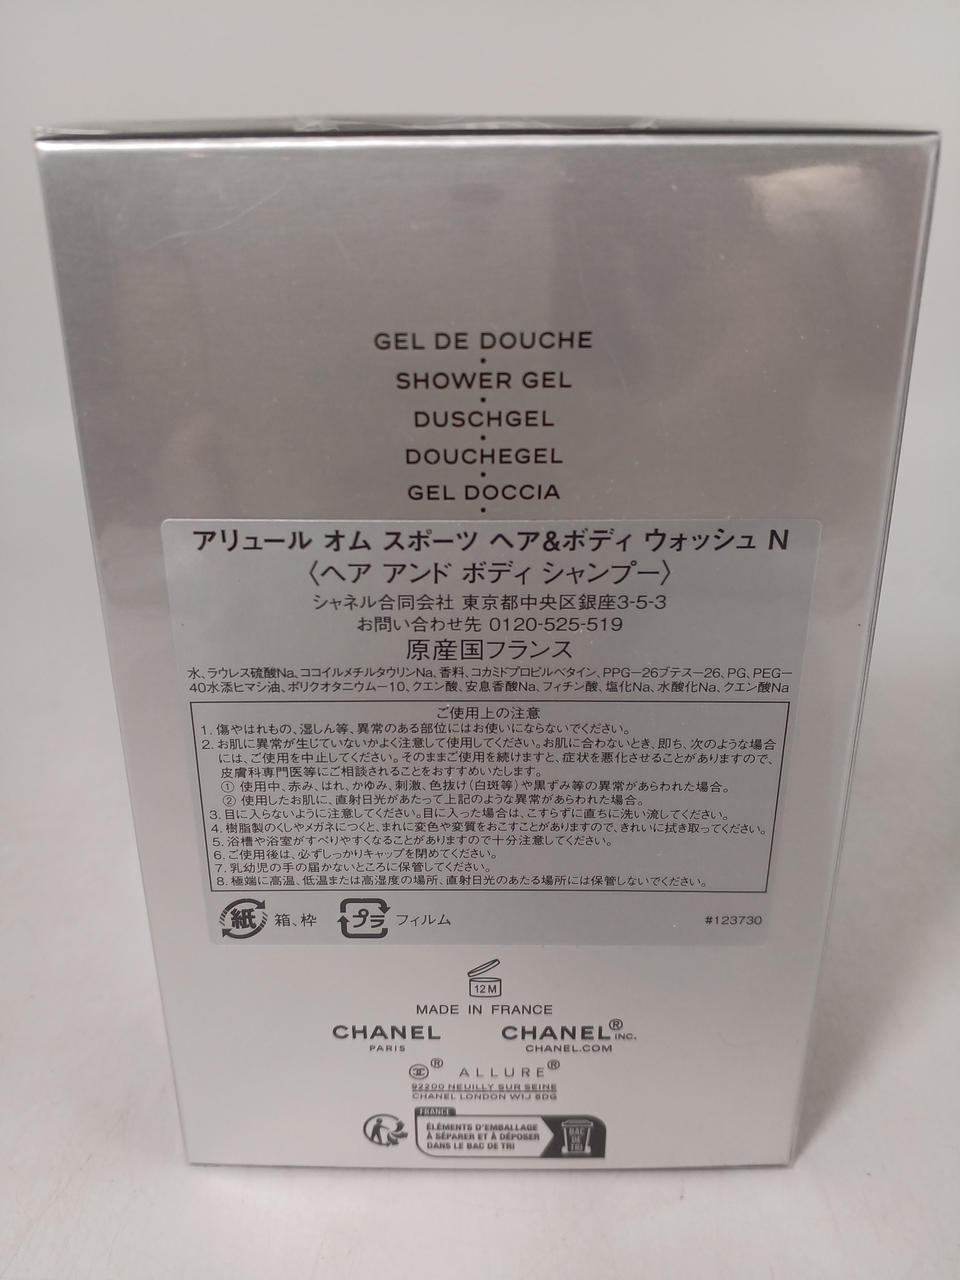 GEL DE DOUCHE
•
SHOWER GEL
•
DUSCHGEL
•
DOUCHEGEL
•
GEL DOCCIA
•
アリュール オム スポーツ ヘア&ボディ ウォッシュ N
〈ヘア アンド ボディ シャンプー〉
シャネル合同会社 東京都中央区銀座3-5-3
お問い合わせ先 0120-525-519
原産国フランス
水、ラウレス硫酸Na、ココイルメチルタウリンNa、香料、コカミドプロピルベタイン、PPG－26ブテス－26、PG、PEG－
40水添ヒマシ油、ポリクオタニウム－10、クエン酸、安息香酸Na、フィチン酸、塩化Na、水酸化Na、クエン酸Na
ご使用上の注意
1. 傷やはれもの、湿しん等、異常のある部位にはお使いにならないでください。
2. お肌に異常が生じていないかよく注意して使用してください。お肌に合わないとき、即ち、次のような場合
には、ご使用を中止してください。そのままご使用を続けますと、症状を悪化させることがありますので、
皮膚科専門医等にご相談されることをおすすめいたします。
① 使用中、赤み、はれ、かゆみ、刺激、色抜け(白斑等)や黒ずみ等の異常があらわれた場合。
② 使用したお肌に、直射日光があたって上記のような異常があらわれた場合。
3. 目に入らないように注意してください。目に入った場合は、こすらずに直ちに洗い流してください。
4. 樹脂製のくしやメガネにつくと、まれに変色や変質をおこすことがありますので、きれいに拭き取ってください。
5. 浴槽や浴室がすべりやすくなることがありますので十分注意してください。
6. ご使用後は、必ずしっかりキャップを閉めてください。
7. 乳幼児の手の届かないところに保管してください。
8. 極端に高温、低温または高湿度の場所、直射日光のあたる場所には保管しないでください。
紙 箱、枠 プラ フィルム #123730
12M
MADE IN FRANCE
CHANEL CHANEL® INC.
PARIS CHANEL.COM
® ALLURE®
92200 NEUILLY SUR SEINE
CHANEL LONDON W1J 6DG
FRANCE
ÉLÉMENTS D'EMBALLAGE
À SÉPARER ET À DÉPOSER
DANS LE BAC DE TRI
BAC
DE
TRI